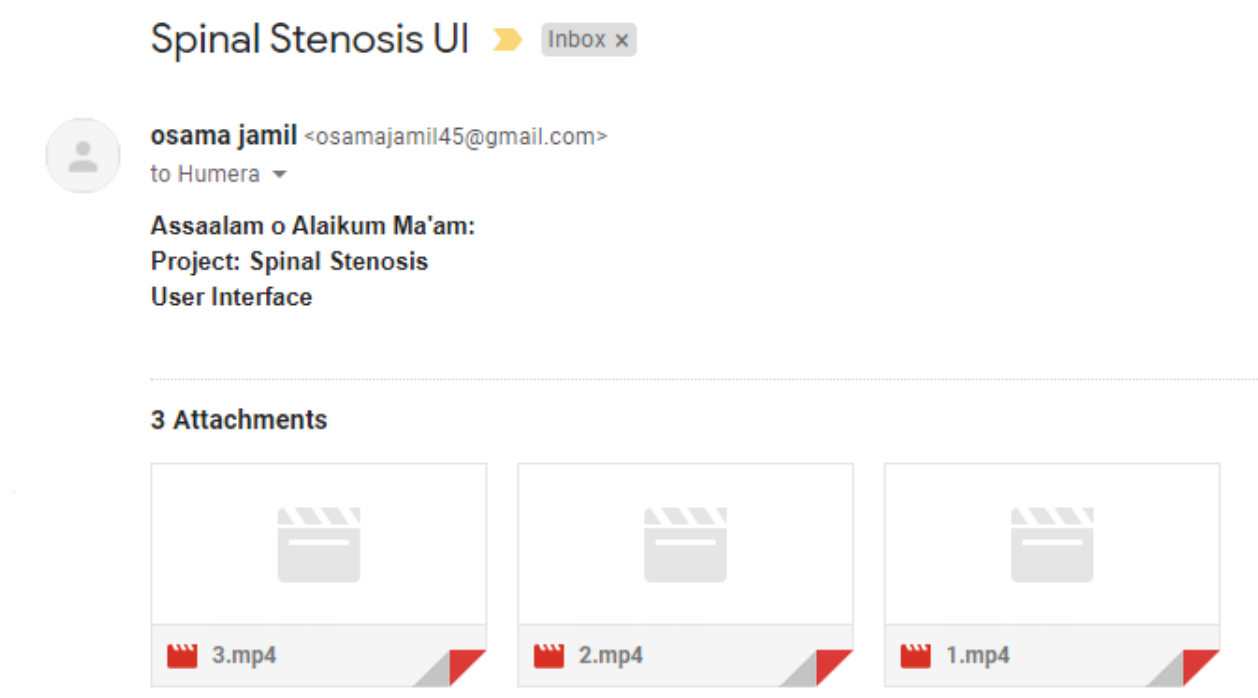 Spinal Stenosis UI Inbox x
osama jamil <osamajamil45@gmail.com>
to Humera
Assaalam o Alaikum Ma'am:
Project: Spinal Stenosis
User Interface
3 Attachments
3.mp4 2.mp4 1.mp4